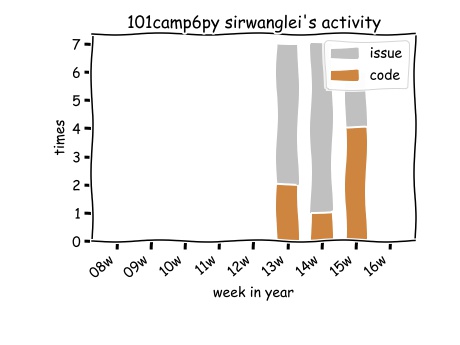 101camp6py sirwanglei's activity
issue
code
7
6
5
4
3
2
1
0
times
08w 09w 10w 11w 12w 13w 14w 15w 16w
week in year